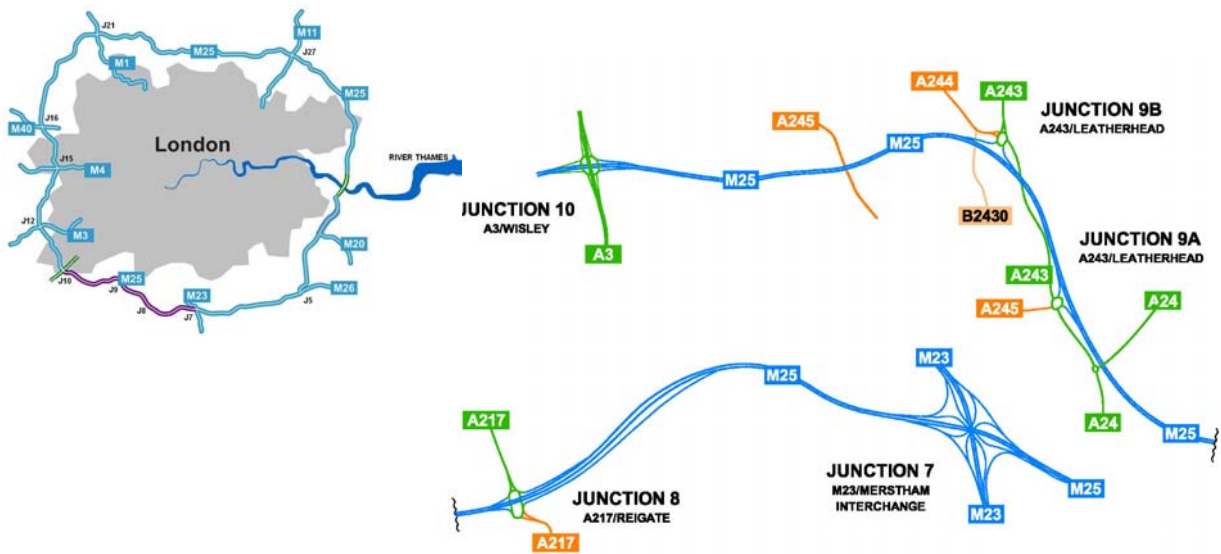 J21
M11
M25
J27
M1
M25
J16
M40
London
RIVER THAMES
J15
M4
J12
M3
M20
J10
M25
J9
M23
M26
J5
J8
J7
A244
A243
JUNCTION 9B
A243/LEATHERHEAD
A245
M25
M25
B2430
JUNCTION 10
A3/WISLEY
A3
JUNCTION 9A
A243/LEATHERHEAD
A243
A245
A24
A24
M25
M23
M25
A217
JUNCTION 8
A217/REIGATE
A217
JUNCTION 7
M23/MERSTHAM
INTERCHANGE
M25
M23